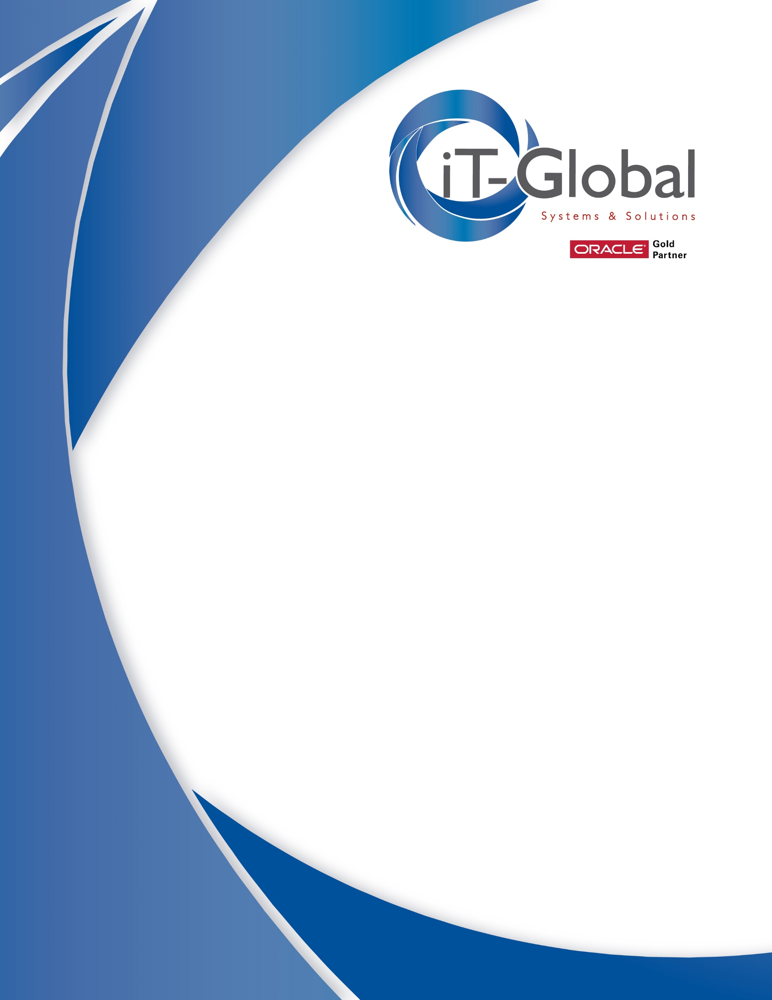 iT-Global
Systems & Solutions
ORACLE® Gold
Partner